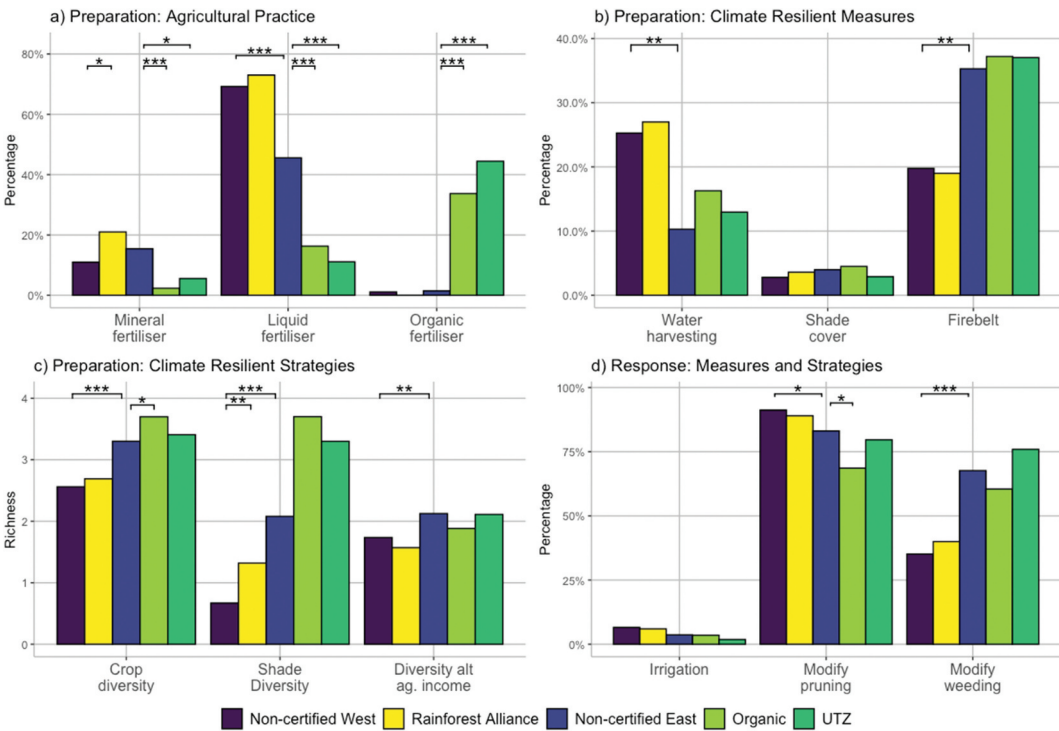 a) Preparation: Agricultural Practice
Percentage
80%
60%
40%
20%
0%
* *** * *** *** *** *** ***
Mineral fertiliser
Liquid fertiliser
Organic fertiliser
b) Preparation: Climate Resilient Measures
Percentage
40.0%
30.0%
20.0%
10.0%
0.0%
** **
Water harvesting
Shade cover
Firebelt
c) Preparation: Climate Resilient Strategies
Richness
4
3
2
1
0
*** * *** ** **
Crop diversity
Shade Diversity
Diversity alt ag. income
d) Response: Measures and Strategies
Percentage
100%
75%
50%
25%
0%
* * ***
Irrigation
Modify pruning
Modify weeding
Non-certified West
Rainforest Alliance
Non-certified East
Organic
UTZ